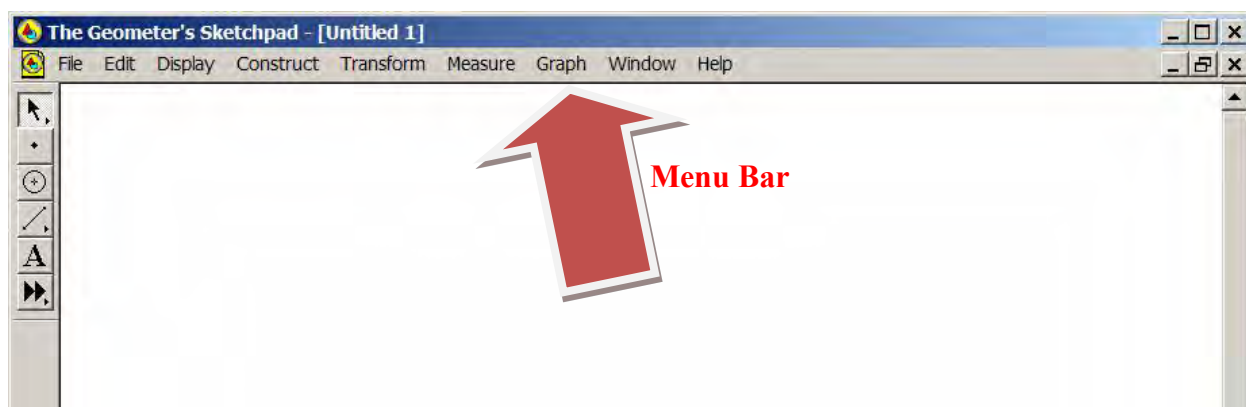 The Geometer's Sketchpad - [Untitled 1]
File Edit Display Construct Transform Measure Graph Window Help
Menu Bar
A